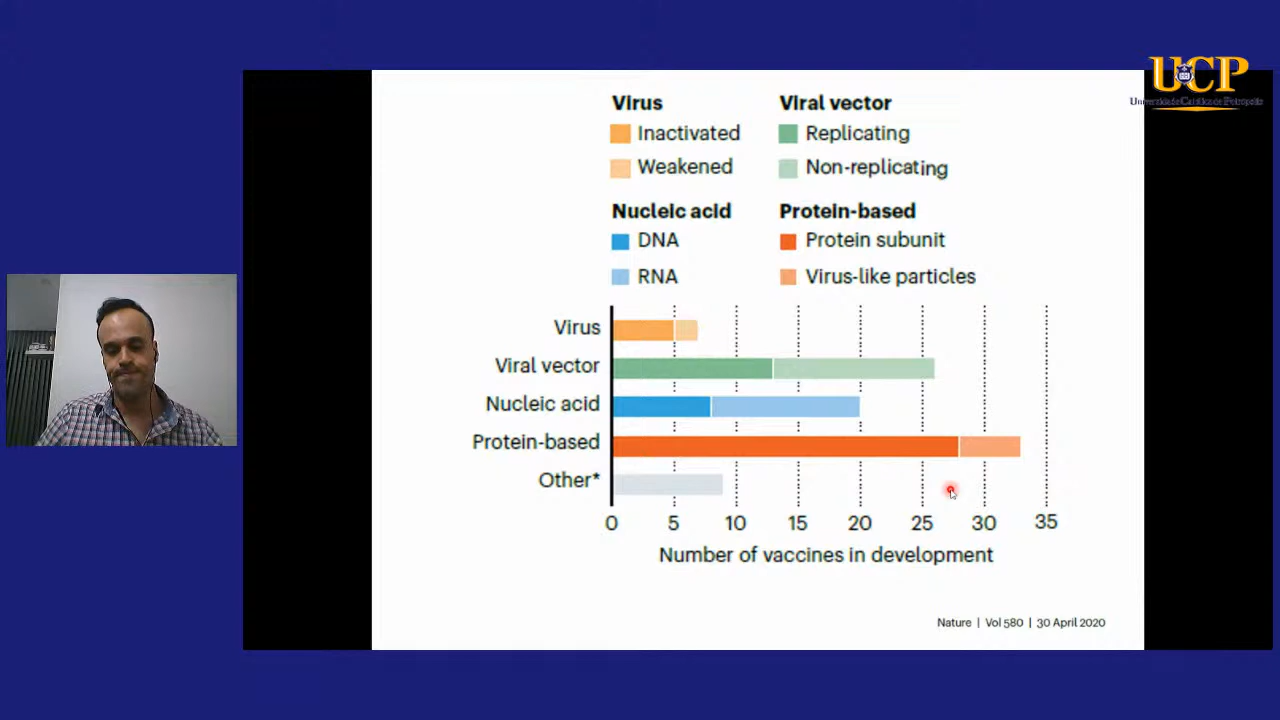 UCP
Universidade Católica de Petrópolis
Virus
Inactivated
Weakened
Viral vector
Replicating
Non-replicating
Nucleic acid
DNA
RNA
Protein-based
Protein subunit
Virus-like particles
Virus
Viral vector
Nucleic acid
Protein-based
Other*
0 5 10 15 20 25 30 35
Number of vaccines in development
Nature | Vol 580 | 30 April 2020